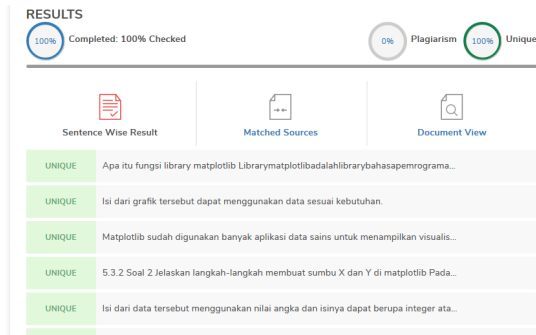 RESULTS
100% Completed: 100% Checked 0% Plagiarism 100% Unique
Sentence Wise Result Matched Sources Document View
UNIQUE Apa itu fungsi library matplotlib Librarymatplotlibadalahlibrarybahasapemrograma...
UNIQUE Isi dari grafik tersebut dapat menggunakan data sesuai kebutuhan.
UNIQUE Matplotlib sudah digunakan banyak aplikasi data sains untuk menampilkan visualis...
UNIQUE 5.3.2 Soal 2 Jelaskan langkah-langkah membuat sumbu X dan Y di matplotlib Pada...
UNIQUE Isi dari data tersebut menggunakan nilai angka dan isinya dapat berupa integer ata...